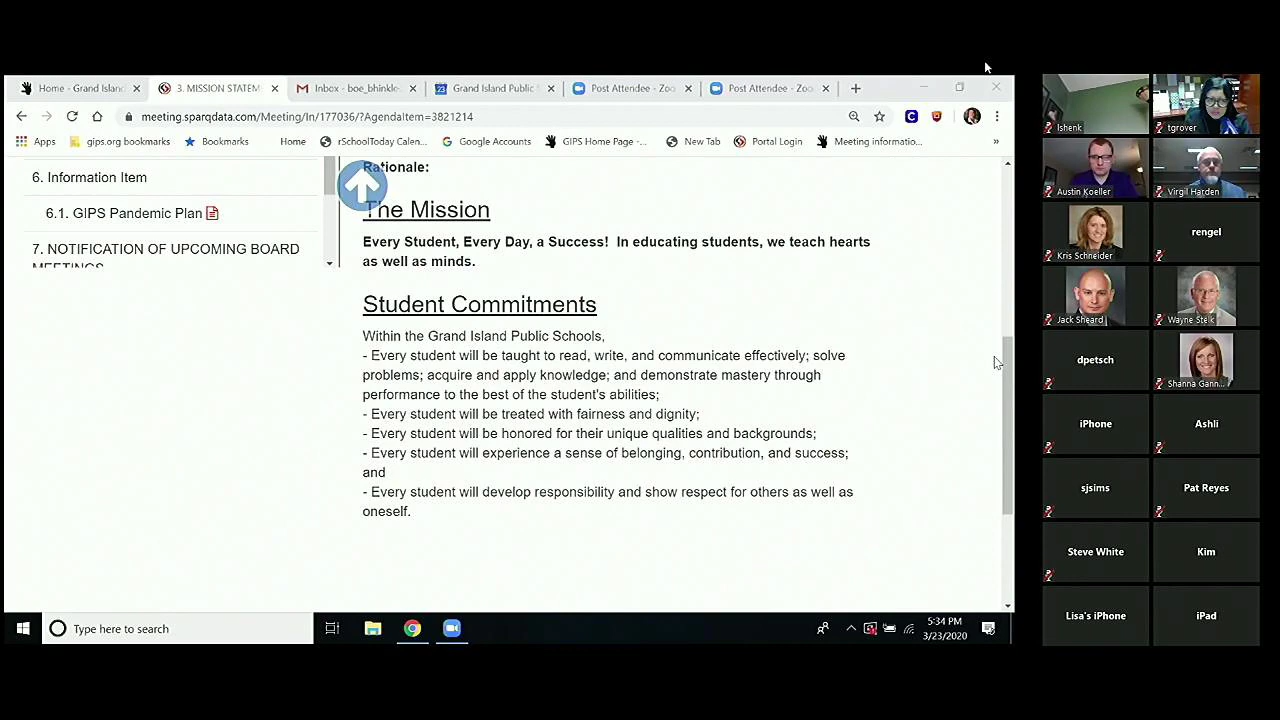 Home - Grand Island
3. MISSION STATEM
Inbox - boe_bhinkle-
Grand Island Public
Post Attendee - Zoo
Post Attendee - Zoo
meeting.sparqdata.com/Meeting/In/177036/?AgendaItem=3821214
Apps
gips.org bookmarks
Bookmarks
Home
rSchoolToday Calen...
Google Accounts
GIPS Home Page -...
New Tab
Portal Login
Meeting informatio...
»
6. Information Item
6.1. GIPS Pandemic Plan
7. NOTIFICATION OF UPCOMING BOARD
MEETINGS
Rationale:
The Mission
Every Student, Every Day, a Success! In educating students, we teach hearts
as well as minds.
Student Commitments
Within the Grand Island Public Schools,
- Every student will be taught to read, write, and communicate effectively; solve
problems; acquire and apply knowledge; and demonstrate mastery through
performance to the best of the student's abilities;
- Every student will be treated with fairness and dignity;
- Every student will be honored for their unique qualities and backgrounds;
- Every student will experience a sense of belonging, contribution, and success;
and
- Every student will develop responsibility and show respect for others as well as
oneself.
Type here to search
5:34 PM
3/23/2020
lshenk
tgrover
Austin Koeller
Virgil Harden
Kris Schneider
rengel
Jack Sheard
Wayne Stelk
dpetsch
Shanna Gann...
iPhone
Ashli
sjsims
Pat Reyes
Steve White
Kim
Lisa's iPhone
iPad